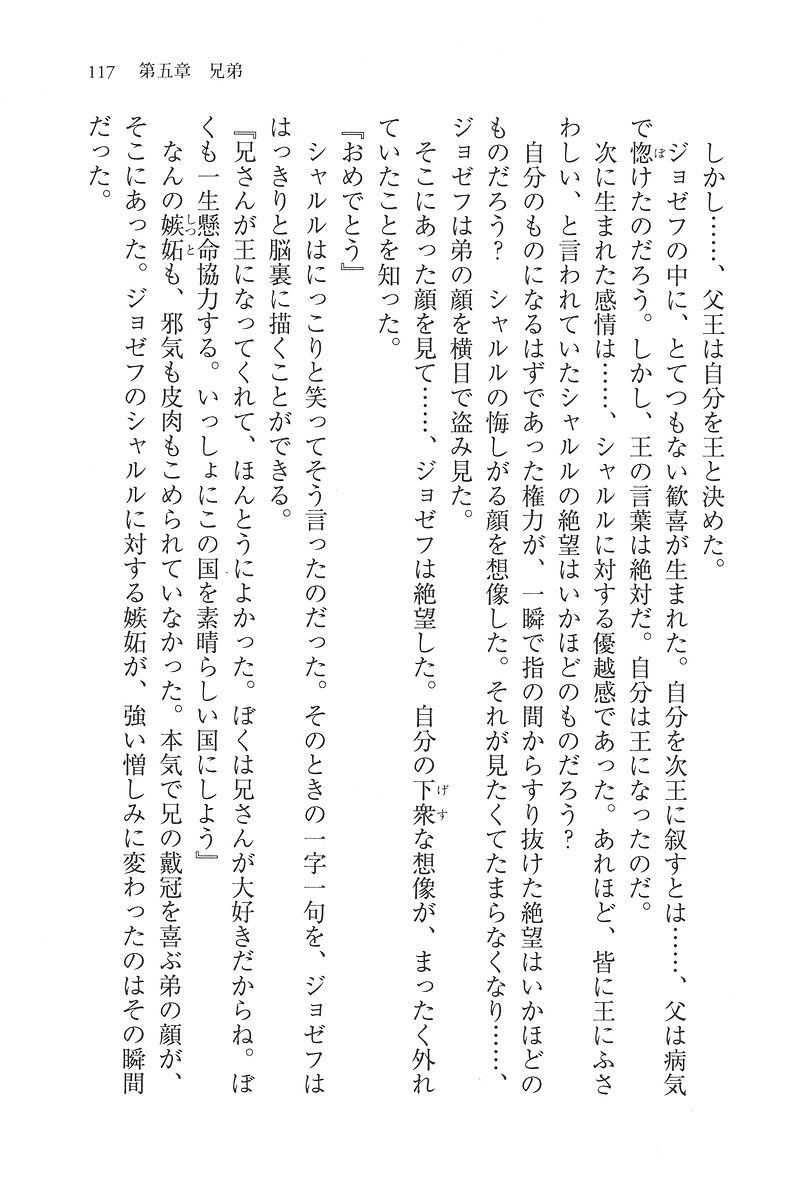 117　第五章　兄弟
しかし……、父王は自分を王と決めた。
ジョゼフの中に、とてつもない歓喜が生まれた。自分を次王に叙すとは……、父は病気
で惚けたのだろう。しかし、王の言葉は絶対だ。自分は王になったのだ。
次に生まれた感情は……、シャルルに対する優越感であった。あれほど、皆に王にふさ
わしい、と言われていたシャルルの絶望はいかほどのものだろう？
自分のものになるはずであった権力が、一瞬で指の間からすり抜けた絶望はいかほどの
ものだろう？　シャルルの悔しがる顔を想像した。それが見たくてたまらなくなり……、
ジョゼフは弟の顔を横目で盗み見た。
そこにあった顔を見て……、ジョゼフは絶望した。自分の下衆な想像が、まったく外れ
ていたことを知った。
『おめでとう』
シャルルはにっこりと笑ってそう言ったのだった。そのときの一字一句を、ジョゼフは
はっきりと脳裏に描くことができる。
『兄さんが王になってくれて、ほんとうによかった。ぼくは兄さんが大好きだからね。ぼ
くも一生懸命協力する。いっしょにこの国を素晴らしい国にしよう』
なんの嫉妬も、邪気も皮肉もこめられていなかった。本気で兄の戴冠を喜ぶ弟の顔が、
そこにあった。ジョゼフのシャルルに対する嫉妬が、強い憎しみに変わったのはその瞬間
だった。